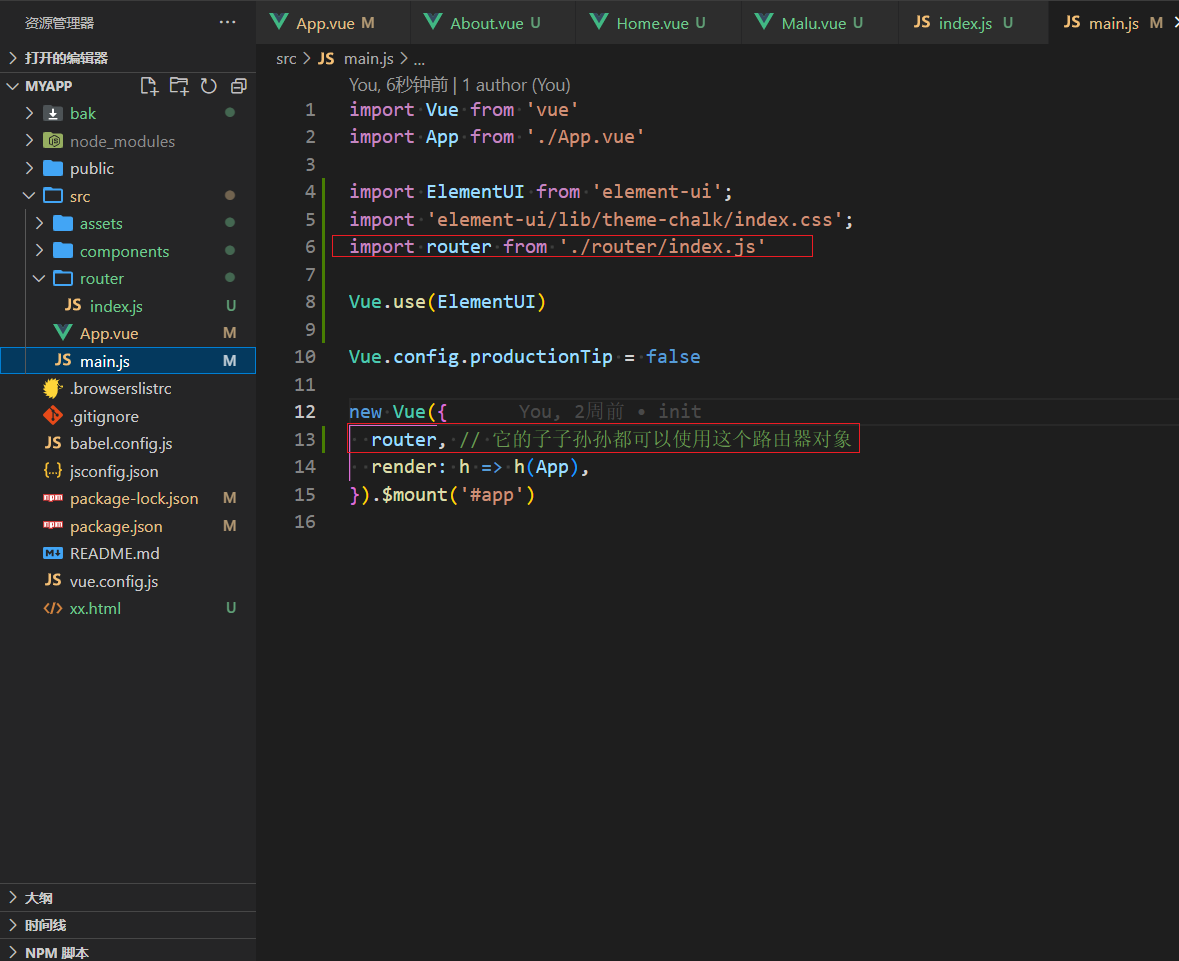 资源管理器 ···
App.vue M
About.vue U
Home.vue U
Malu.vue U
JS index.js U
JS main.js M
打开的编辑器
src > JS main.js > ...
MYAPP
bak
node_modules
public
src
assets
components
router
JS index.js U
App.vue M
JS main.js M
.browserslistrc
.gitignore
JS babel.config.js
{..} jsconfig.json
npm package-lock.json M
npm package.json M
M README.md
JS vue.config.js
</> xx.html U
You, 6秒钟前 | 1 author (You)
1 import Vue from 'vue'
2 import App from './App.vue'
3
4 import ElementUI from 'element-ui';
5 import 'element-ui/lib/theme-chalk/index.css';
6 import router from './router/index.js'
7
8 Vue.use(ElementUI)
9
10 Vue.config.productionTip = false
11
12 new Vue({ You, 2周前 • init
13 router, // 它的子子孙孙都可以使用这个路由器对象
14 render: h => h(App),
15 }).$mount('#app')
16
大纲
时间线
NPM 脚本